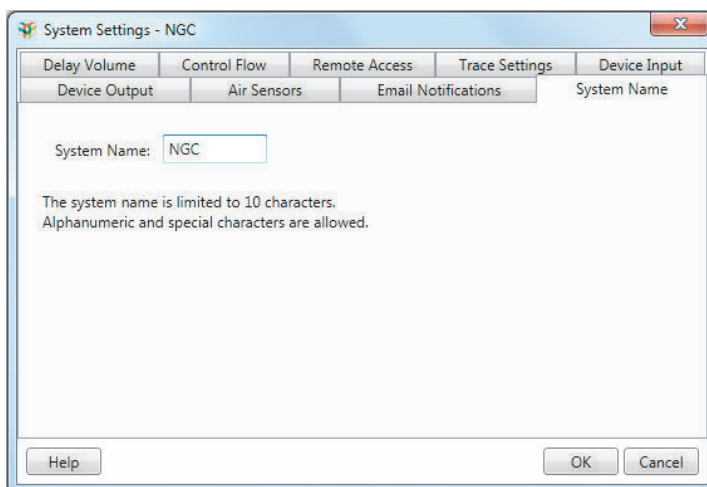 System Settings - NGC
Delay Volume Control Flow Remote Access Trace Settings Device Input
Device Output Air Sensors Email Notifications System Name
System Name: NGC
The system name is limited to 10 characters.
Alphanumeric and special characters are allowed.
Help OK Cancel